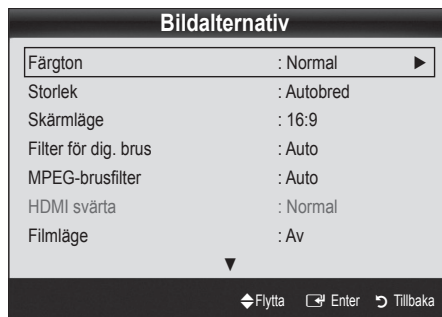 Bildalternativ
Färgton : Normal ►
Storlek : Autobred
Skärmläge : 16:9
Filter för dig. brus : Auto
MPEG-brusfilter : Auto
HDMI svärta : Normal
Filmläge : Av
▼
Flytta Enter Tillbaka